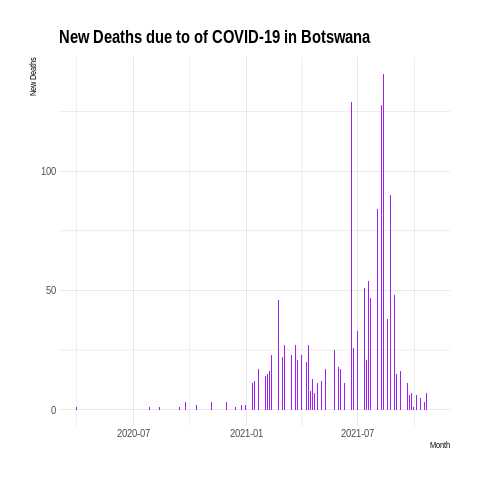 New Deaths due to of COVID-19 in Botswana
New Deaths
100
50
0
2020-07
2021-01
2021-07
Month